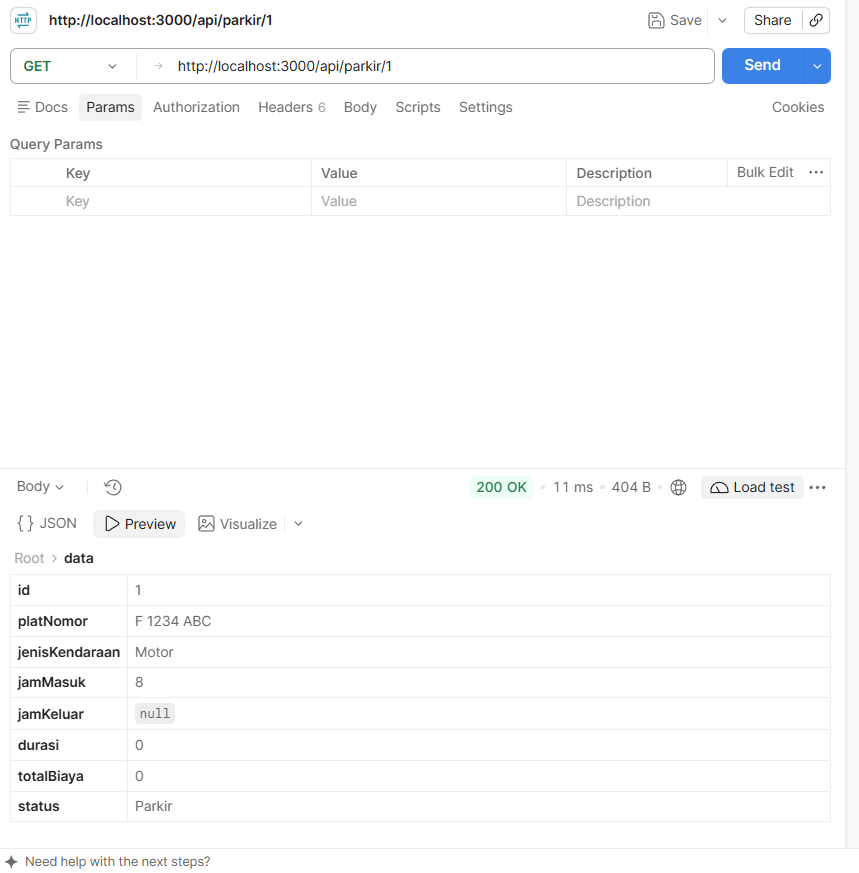 HTTP http://localhost:3000/api/parkir/1 Save Share
GET http://localhost:3000/api/parkir/1 Send
Docs Params Authorization Headers 6 Body Scripts Settings Cookies
Query Params
Key Value Description Bulk Edit
Key Value Description
Body 200 OK 11 ms 404 B Load test
{ } JSON Preview Visualize
Root > data
id 1
platNomor F 1234 ABC
jenisKendaraan Motor
jamMasuk 8
jamKeluar null
durasi 0
totalBiaya 0
status Parkir
Need help with the next steps?